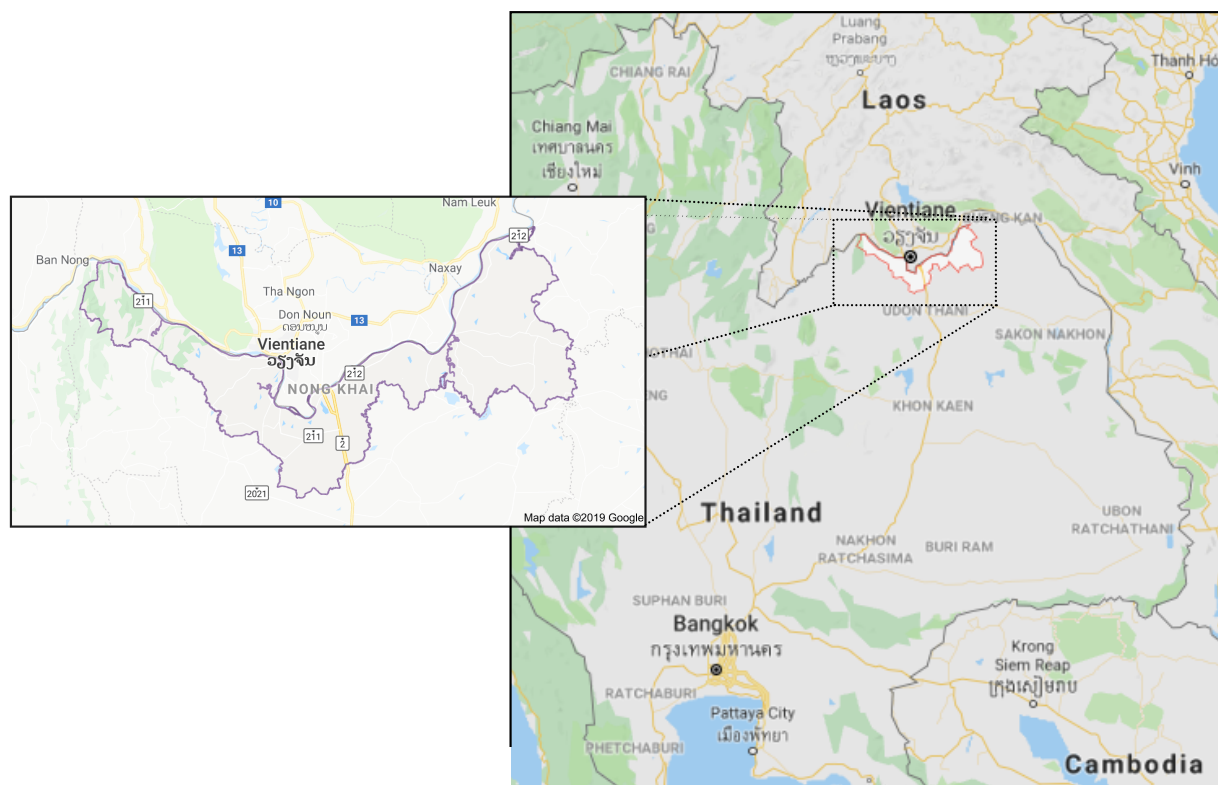 10
Nam Leuk
212
13
Ban Nong
Naxay
211
Tha Ngon
Don Noun
ດອນໜູນ
13
Vientiane
ວຽງຈັນ
212
NONG KHAI
211
2
2021
Map data ©2019 Google
Luang
Prabang
ຫຼວງພະບາງ
CHIANG RAI
Thanh Hó
Laos
Chiang Mai
เทศบาลนคร
เชียงใหม่
Vinh
Vientiane
ວຽງຈັນ
UENG KAN
NG
UDON THANI
SAKON NAKHON
OTHAI
ENG
KHON KAEN
Thailand
UBON
RATCHATHANI
NAKHON
RATCHASIMA
BURI RAM
SUPHAN BURI
Bangkok
กรุงเทพมหานคร
Krong
Siem Reap
ក្រុងសៀមរាប
RATCHABURI
Pattaya City
เมืองพัทยา
PHETCHABURI
Cambodia